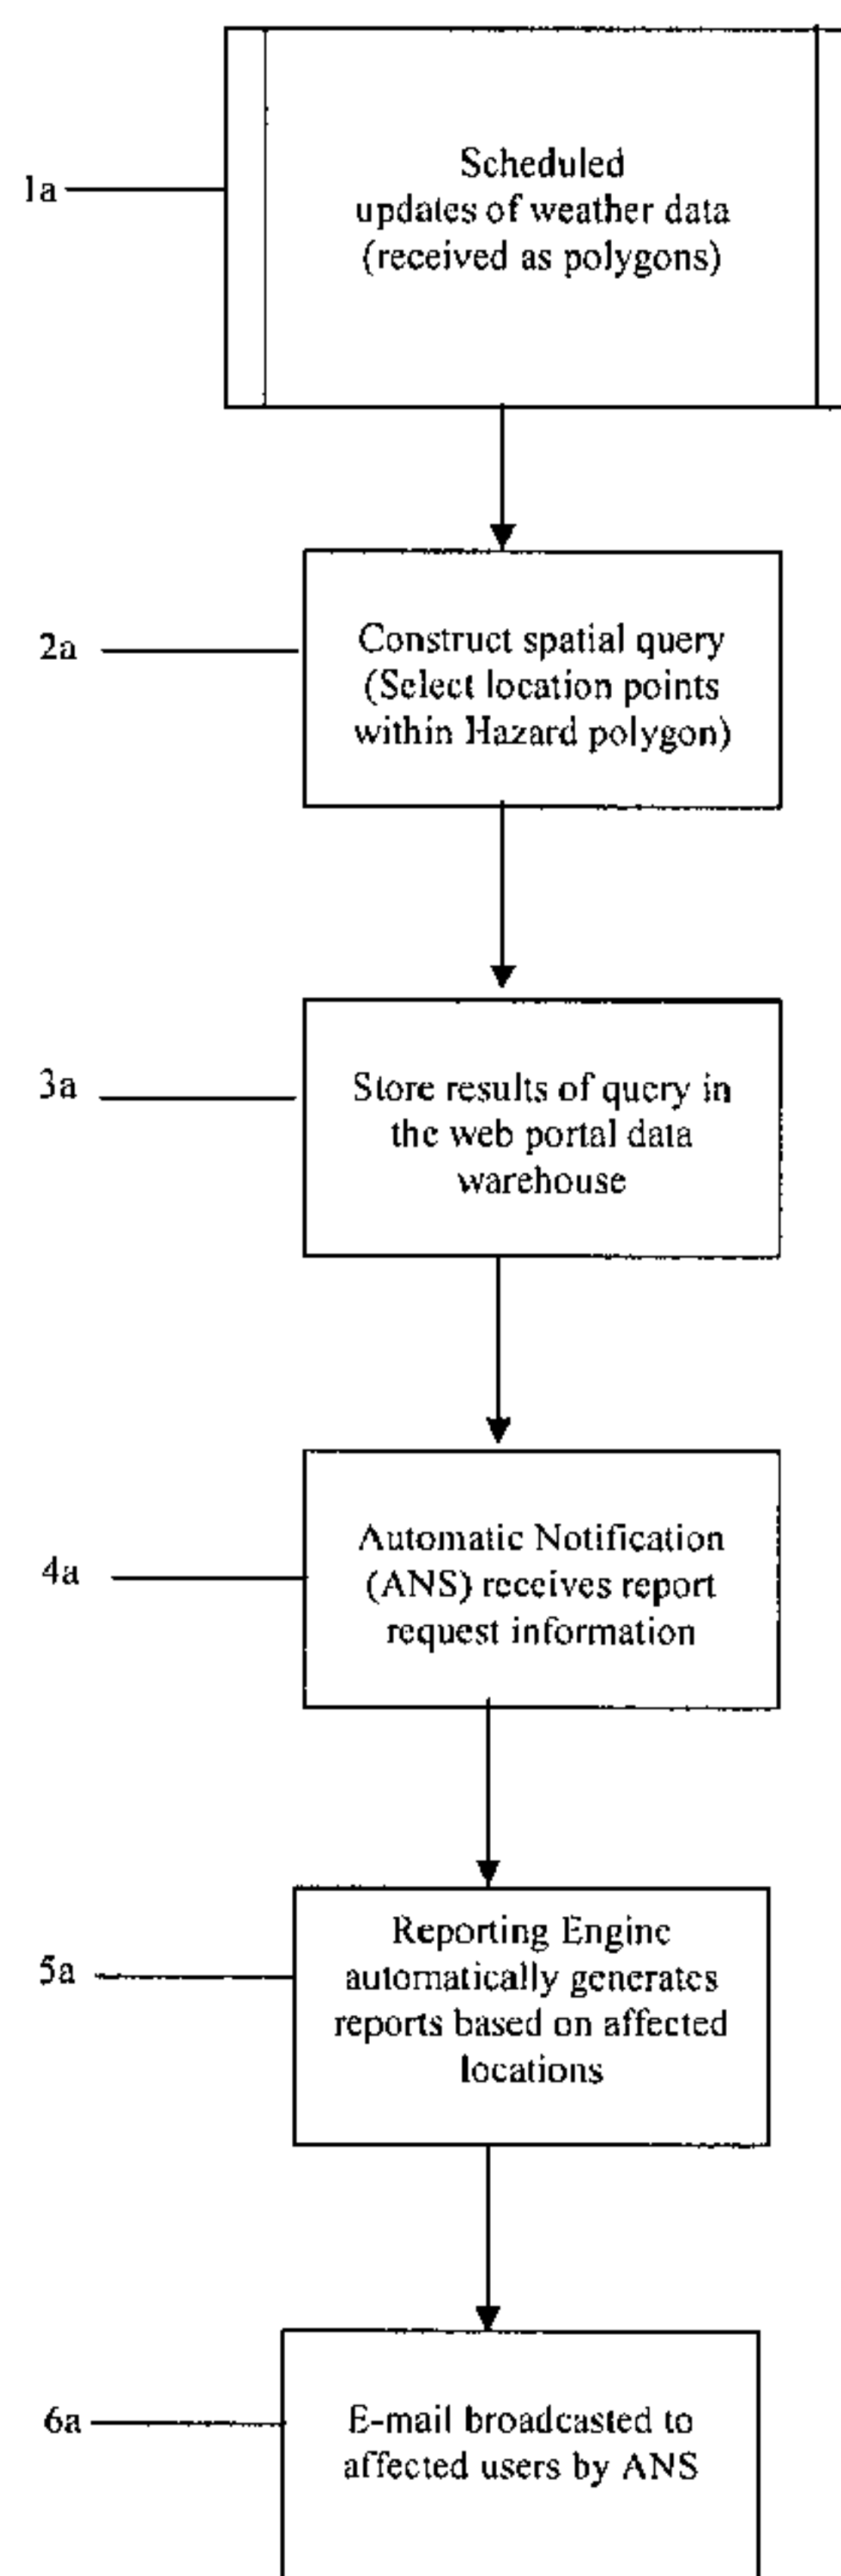 1a
Scheduled
updates of weather data
(received as polygons)
2a
Construct spatial query
(Select location points
within Hazard polygon)
3a
Store results of query in
the web portal data
warehouse
4a
Automatic Notification
(ANS) receives report
request information
5a
Reporting Engine
automatically generates
reports based on affected
locations
6a
E-mail broadcasted to
affected users by ANS